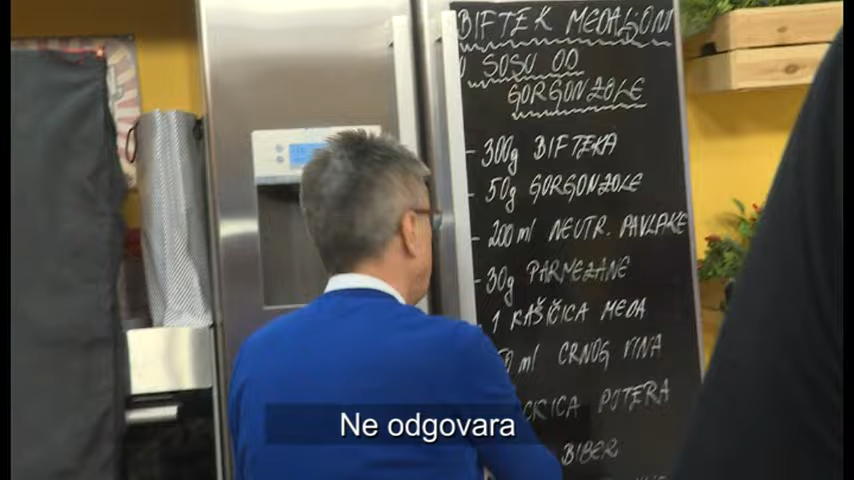 BIFTEK MEDALJONI
U SOSU OD
GORGONZOLE
- 300g BIFTEKA
- 50g GORGONZOLE
- 200 ml NEUTR. PAVLAKE
- 30g PARMEZANE
- 1 KAŠIČICA MEDA
50 ml CRNOG VINA
POTERA
BIBER
Ne odgovara